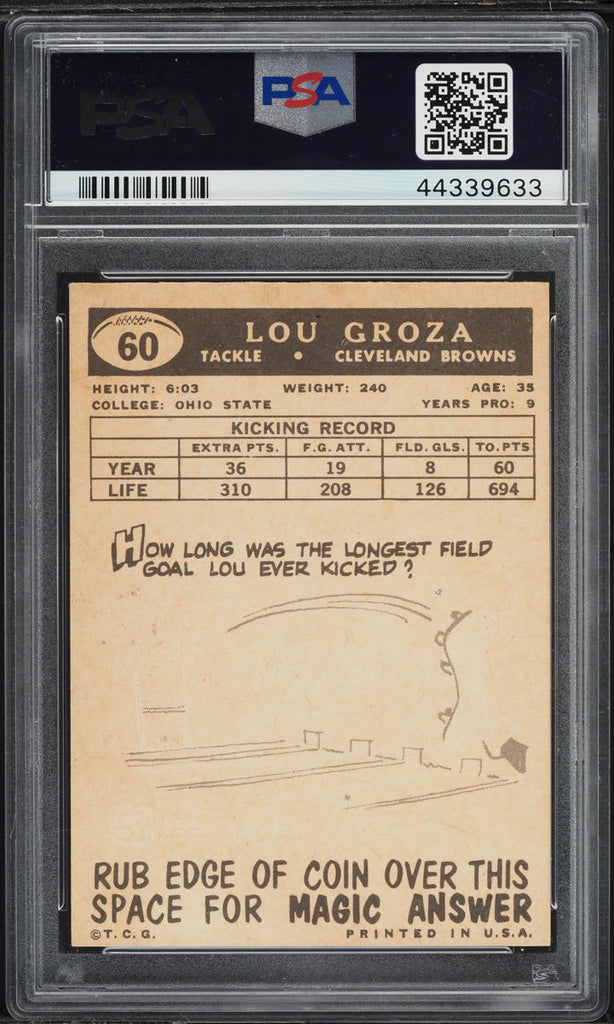 PSA
PSA
44339633
60
LOU GROZA
TACKLE • CLEVELAND BROWNS
HEIGHT: 6:03 WEIGHT: 240 AGE: 35
COLLEGE: OHIO STATE YEARS PRO: 9
KICKING RECORD
EXTRA PTS. F.G. ATT. FLD. GLS. TO. PTS
YEAR 36 19 8 60
LIFE 310 208 126 694
HOW LONG WAS THE LONGEST FIELD
GOAL LOU EVER KICKED?
RUB EDGE OF COIN OVER THIS
SPACE FOR MAGIC ANSWER
©T.C.G. PRINTED IN U.S.A.